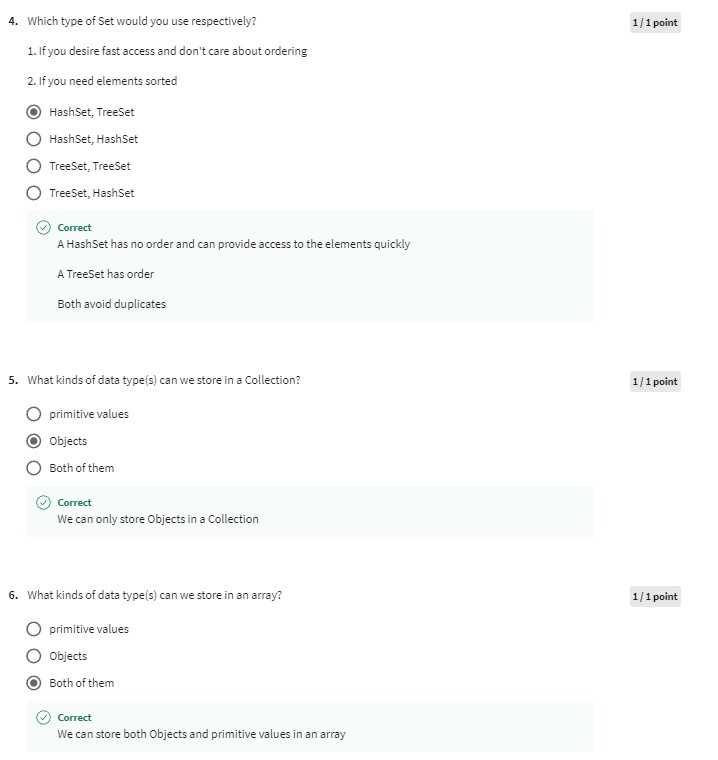 4. Which type of Set would you use respectively?
1 / 1 point
1. If you desire fast access and don't care about ordering
2. If you need elements sorted
HashSet, TreeSet
HashSet, HashSet
TreeSet, TreeSet
TreeSet, HashSet
Correct
A HashSet has no order and can provide access to the elements quickly
A TreeSet has order
Both avoid duplicates
5. What kinds of data type(s) can we store in a Collection?
1 / 1 point
primitive values
Objects
Both of them
Correct
We can only store Objects in a Collection
6. What kinds of data type(s) can we store in an array?
1 / 1 point
primitive values
Objects
Both of them
Correct
We can store both Objects and primitive values in an array